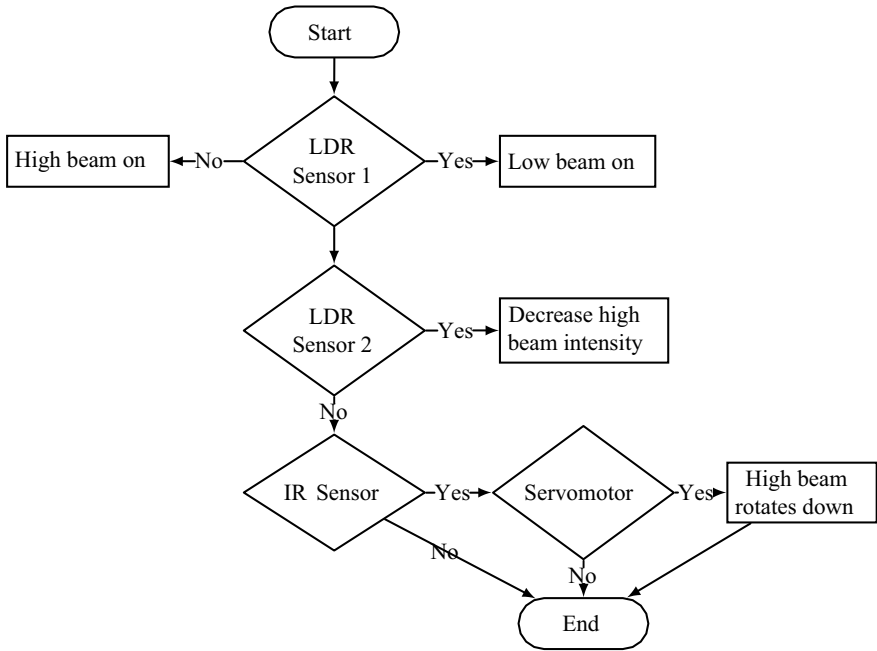 Start
LDR
Sensor 1
High beam on
No
Yes
Low beam on
LDR
Sensor 2
Yes
Decrease high
beam intensity
No
IR Sensor
Yes
Servomotor
Yes
High beam
rotates down
No
No
End